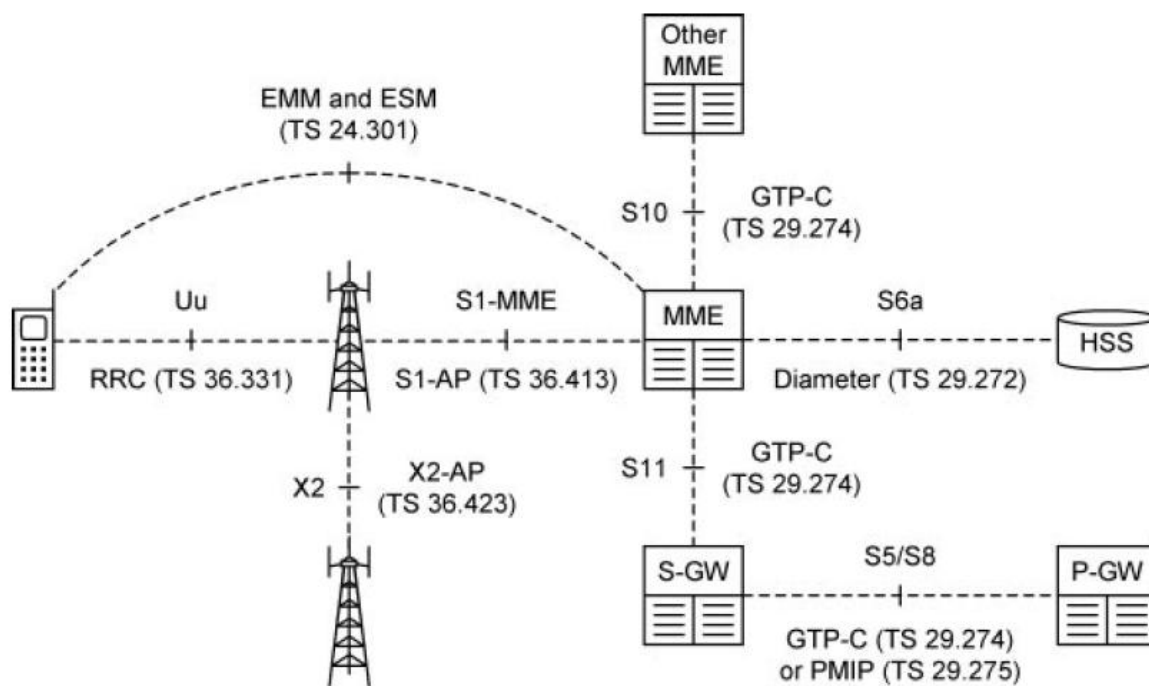 Other
MME
EMM and ESM
(TS 24.301)
S10
GTP-C
(TS 29.274)
Uu
S1-MME
MME
S6a
HSS
RRC (TS 36.331)
S1-AP (TS 36.413)
Diameter (TS 29.272)
X2
X2-AP
(TS 36.423)
S11
GTP-C
(TS 29.274)
S-GW
S5/S8
P-GW
GTP-C (TS 29.274)
or PMIP (TS 29.275)